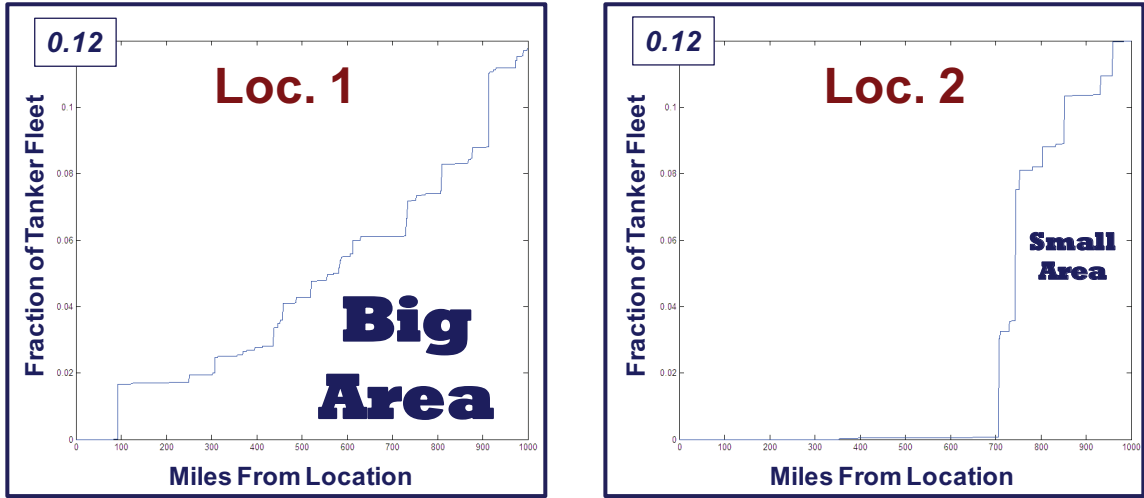 0.12
Loc. 1
Fraction of Tanker Fleet
0.1
0.08
0.06
0.04
0.02
0
Big
Area
0 100 200 300 400 500 600 700 800 900 1000
Miles From Location
0.12
Loc. 2
Fraction of Tanker Fleet
0.1
0.08
0.06
0.04
0.02
0
Small
Area
0 100 200 300 400 500 600 700 800 900 1000
Miles From Location